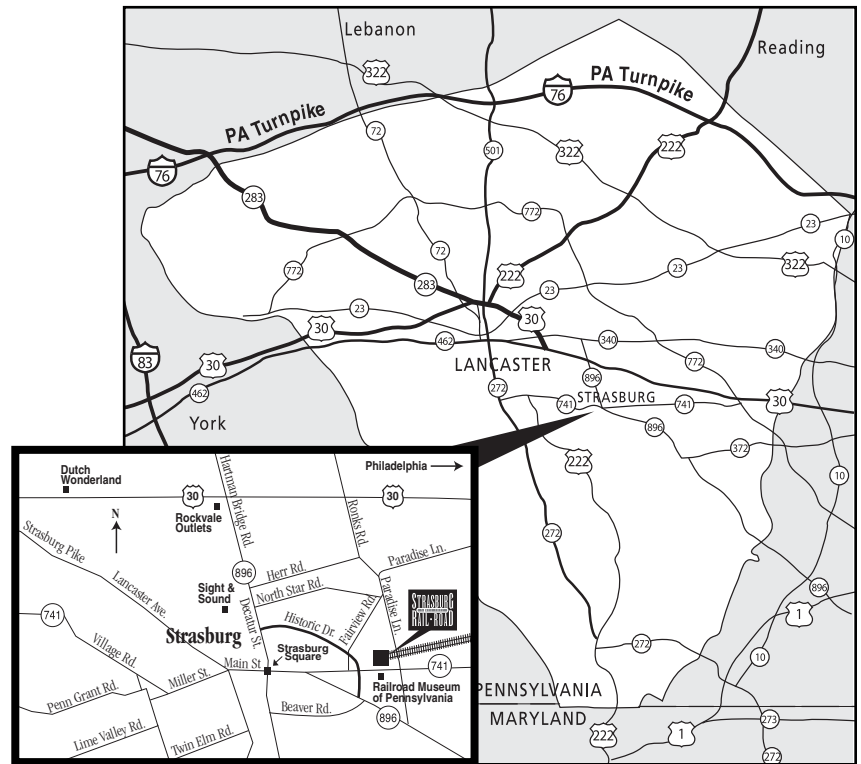 Lebanon
Reading
322
PA Turnpike
76
PA Turnpike
72
501
322
222
76
283
772
23
10
72
772
222
23
322
283
23
30
30
462
340
340
83
30
LANCASTER
772
462
272
896
STRASBURG
741
741
30
York
896
222
372
10
272
896
1
272
10
PENNSYLVANIA
MARYLAND
222
1
273
272
Philadelphia
Dutch
Wonderland
30
30
Rockvale
Outlets
N
Hartman Bridge Rd.
Ronks Rd.
Strasburg Pike
Lancaster Ave.
896
Herr Rd.
Paradise Ln.
North Star Rd.
Sight &
Sound
Paradise Ln.
STRASBURG
RAIL ROAD
741
Decatur St.
Historic Dr.
Fairview Rd.
Strasburg
Strasburg
Square
Village Rd.
Main St
741
Miller St.
Railroad Museum
of Pennsylvania
Penn Grant Rd.
Beaver Rd.
896
Lime Valley Rd.
Twin Elm Rd.